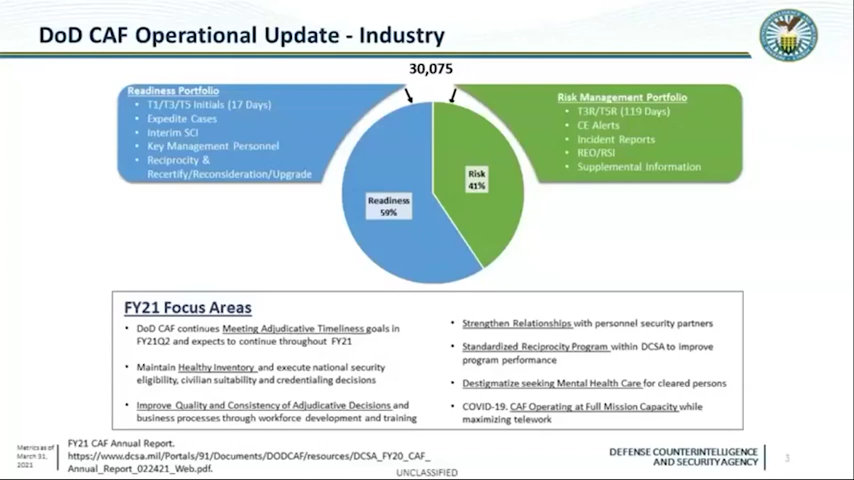 DoD CAF Operational Update - Industry
30,075
Readiness Portfolio
• T1/T3/T5 Initials (17 Days)
• Expedite Cases
• Interim SCI
• Key Management Personnel
• Reciprocity &
Recertify/Reconsideration/Upgrade
Risk Management Portfolio
• T3R/T5R (119 Days)
• CE Alerts
• Incident Reports
• REO/RSI
• Supplemental Information
Readiness
59%
Risk
41%
FY21 Focus Areas
• DoD CAF continues Meeting Adjudicative Timeliness goals in
FY21Q2 and expects to continue throughout FY21
• Maintain Healthy Inventory and execute national security
eligibility, civilian suitability and credentialing decisions
• Improve Quality and Consistency of Adjudicative Decisions and
business processes through workforce development and training
• Strengthen Relationships with personnel security partners
• Standardized Reciprocity Program within DCSA to improve
program performance
• Destigmatize seeking Mental Health Care for cleared persons
• COVID-19. CAF Operating at Full Mission Capacity while
maximizing telework
Metrics as of
March 31,
2021
FY21 CAF Annual Report.
https://www.dcsa.mil/Portals/91/Documents/DODCAF/resources/DCSA_FY20_CAF_
Annual_Report_022421_Web.pdf.
UNCLASSIFIED
DEFENSE COUNTERINTELLIGENCE
AND SECURITY AGENCY
3